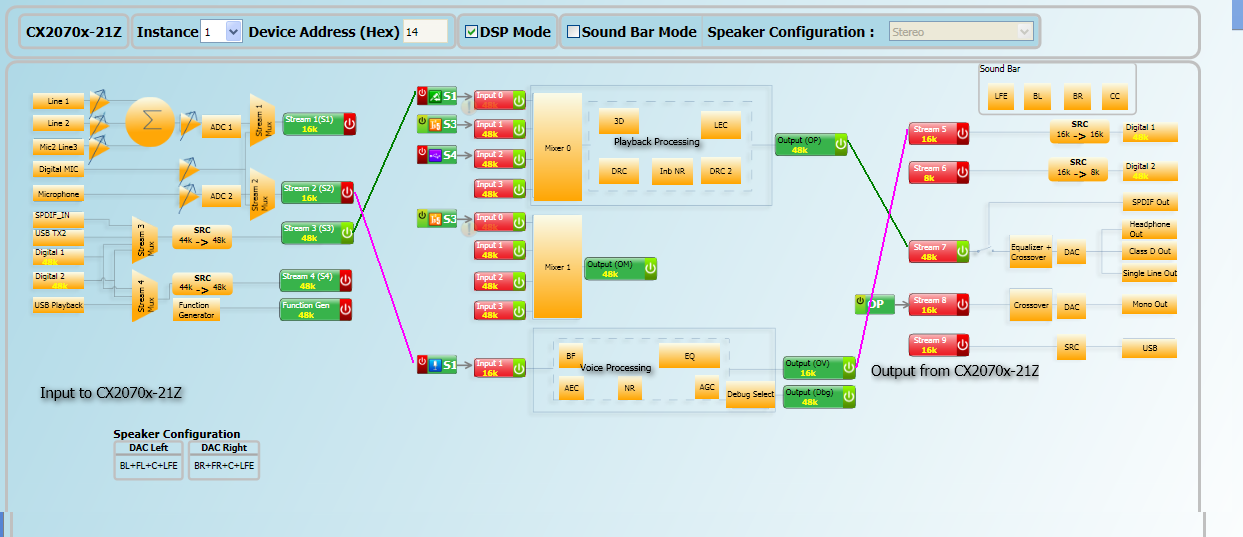 CX2070x-21Z Instance 1 Device Address (Hex) 14 DSP Mode Sound Bar Mode Speaker Configuration : Stereo
Sound Bar
LFE BL BR CC
Line 1
Line 2
Mic2 Line3
Digital MIC
Microphone
SPDIF_IN
USB TX2
Digital 1
48k
Digital 2
48k
USB Playback
Σ
ADC 1
ADC 2
Stream 1
Mux
Stream 2
Mux
Stream 3
Mux
Stream 4
Mux
SRC
44k -> 48k
SRC
44k -> 48k
Function
Generator
Stream 1(S1)
16k
Stream 2 (S2)
16k
Stream 3 (S3)
48k
Stream 4 (S4)
48k
Function Gen
48k
S1
S3
S4
Input 0
48k
Input 1
48k
Input 2
48k
Input 3
48k
Mixer 0
3D
LEC
Playback Processing
DRC
Inb NR
DRC 2
Output (OP)
48k
S3
Input 0
48k
Input 1
48k
Input 2
48k
Input 3
48k
Mixer 1
Output (OM)
48k
S1
Input 1
16k
BF
EQ
Voice Processing
AEC
NR
AGC
Debug Select
Output (OV)
16k
Output (Dbg)
48k
Stream 5
16k
SRC
16k -> 16k
Digital 1
48k
Stream 6
8k
SRC
16k -> 8k
Digital 2
48k
SPDIF Out
Stream 7
48k
Equalizer +
Crossover
DAC
Headphone
Out
Class D Out
Single Line Out
OP
Stream 8
16k
Crossover
DAC
Mono Out
Stream 9
16k
SRC
USB
Input to CX2070x-21Z
Output from CX2070x-21Z
Speaker Configuration
DAC Left DAC Right
BL+FL+C+LFE BR+FR+C+LFE